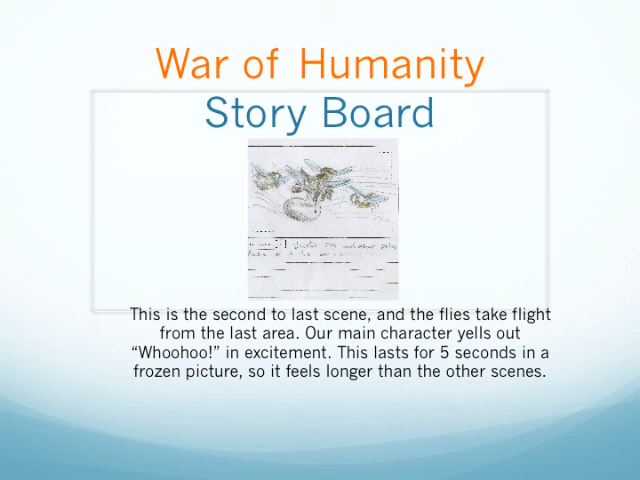 War of Humanity
Story Board
This is the second to last scene, and the flies take flight
from the last area. Our main character yells out
“Whoohoo!” in excitement. This lasts for 5 seconds in a
frozen picture, so it feels longer than the other scenes.